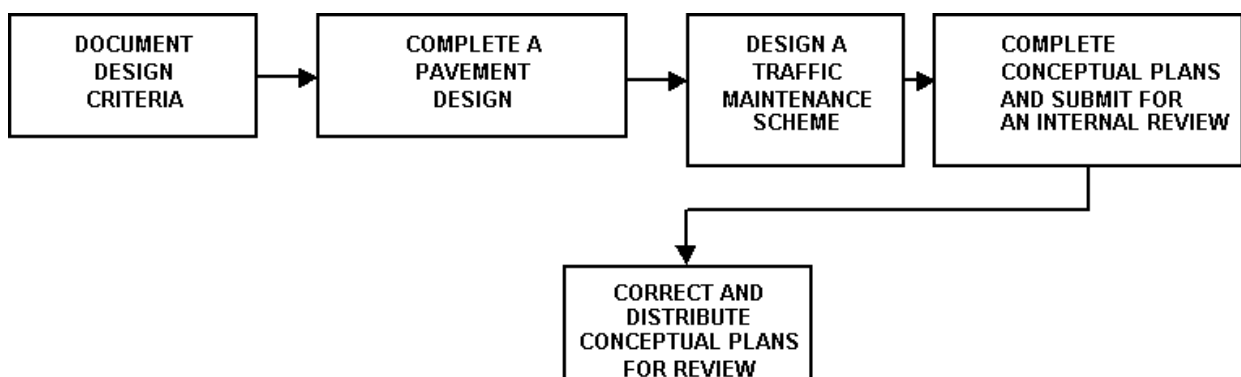 DOCUMENT
DESIGN
CRITERIA
COMPLETE A
PAVEMENT
DESIGN
DESIGN A
TRAFFIC
MAINTENANCE
SCHEME
COMPLETE
CONCEPTUAL PLANS
AND SUBMIT FOR
AN INTERNAL REVIEW
CORRECT AND
DISTRIBUTE
CONCEPTUAL PLANS
FOR REVIEW